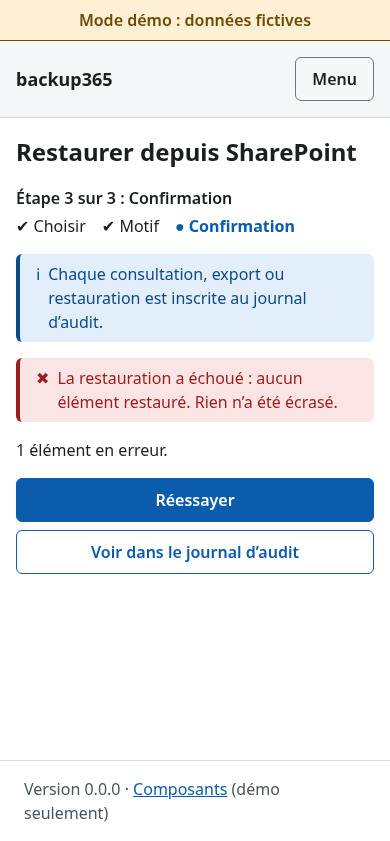 Mode démo : données fictives
backup365
Menu
Restaurer depuis SharePoint
Étape 3 sur 3 : Confirmation
✔ Choisir ✔ Motif ● Confirmation
i Chaque consultation, export ou
restauration est inscrite au journal
d’audit.
✖ La restauration a échoué : aucun
élément restauré. Rien n’a été écrasé.
1 élément en erreur.
Réessayer
Voir dans le journal d’audit
Version 0.0.0 · Composants (démo
seulement)